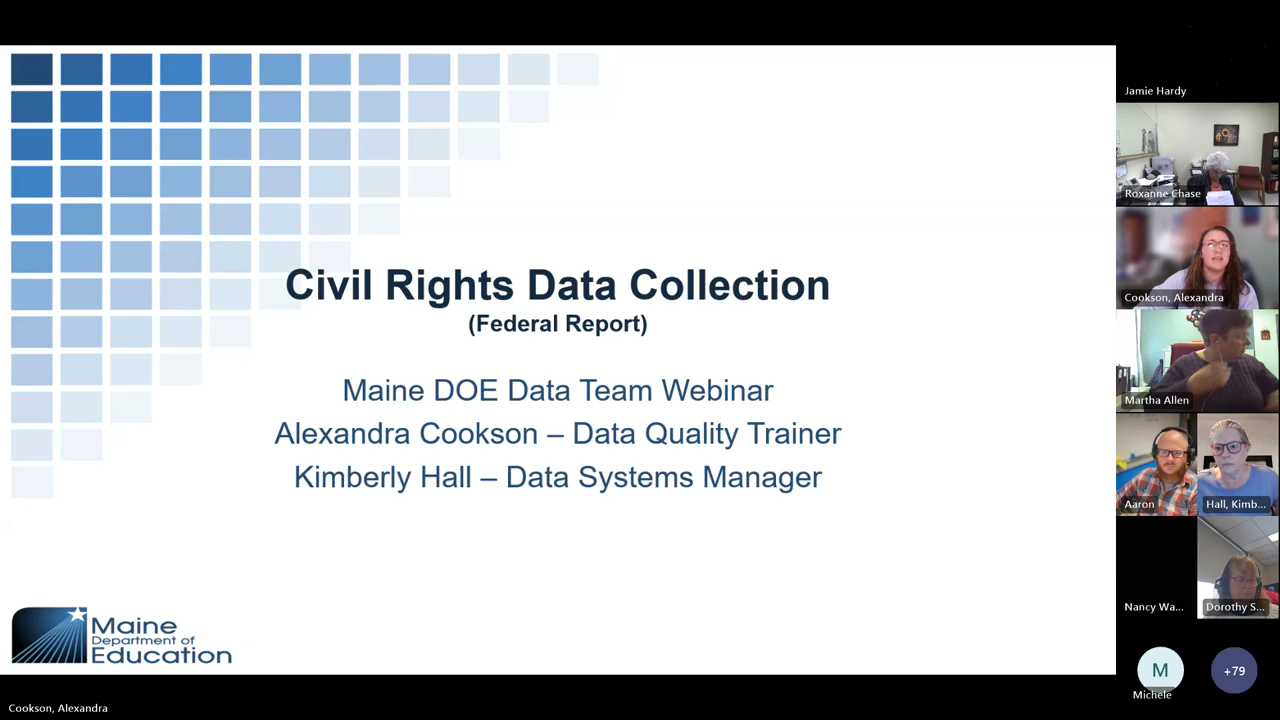 Civil Rights Data Collection
(Federal Report)
Maine DOE Data Team Webinar
Alexandra Cookson – Data Quality Trainer
Kimberly Hall – Data Systems Manager
Maine
Department of
Education
Cookson, Alexandra
Jamie Hardy
Roxanne Chase
Cookson, Alexandra
Martha Allen
Aaron
Hall, Kimb...
Nancy Wa...
Dorothy S...
M
Michele
+79